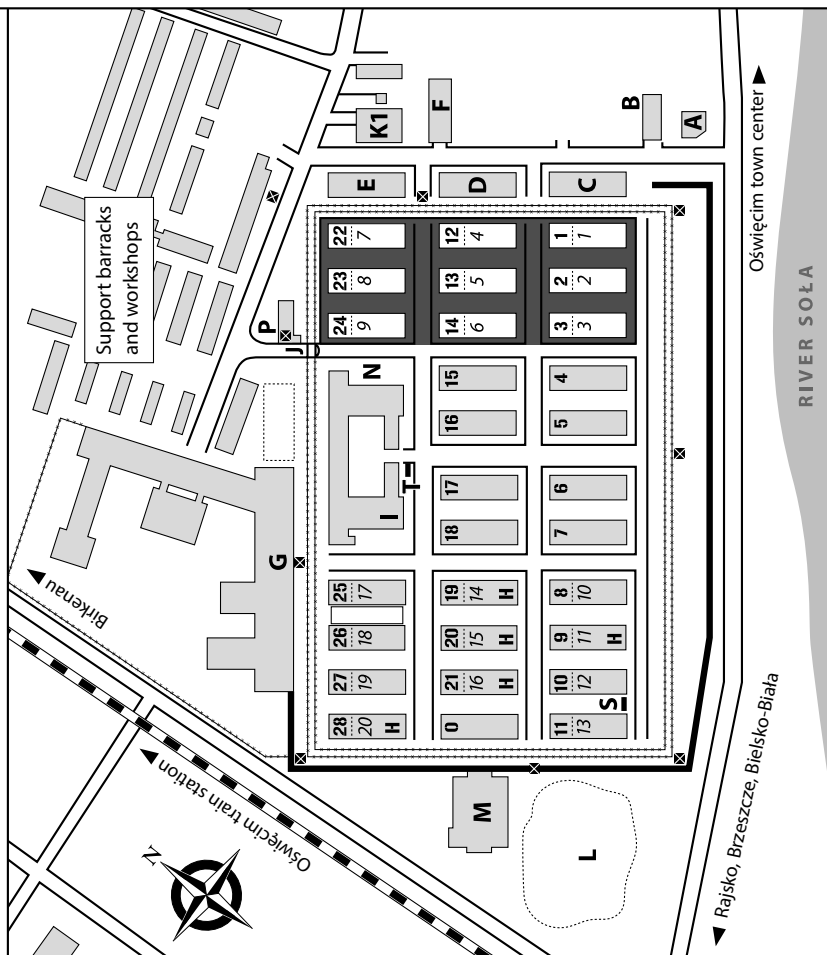 Oświęcim town center
RIVER SOŁA
Rajsko, Brzeszcze, Bielsko-Biała
Support barracks
and workshops
Birkenau
Oświęcim train station
N
K1
F
B
A
E
D
C
P
J
22
7
23
8
24
9
12
4
13
5
14
6
1
1
2
2
3
3
N
I
T
G
15
16
17
18
4
5
6
7
25
17
26
18
27
19
28
20
H
19
14
H
20
15
H
21
16
H
0
8
10
9
11
H
10
12
S
11
13
M
L